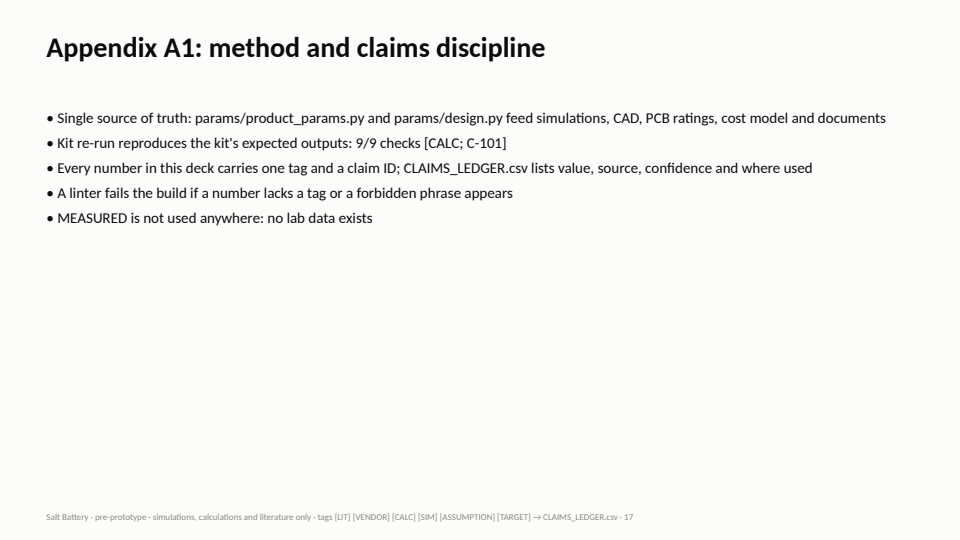 Appendix A1: method and claims discipline
• Single source of truth: params/product_params.py and params/design.py feed simulations, CAD, PCB ratings, cost model and documents
• Kit re-run reproduces the kit's expected outputs: 9/9 checks [CALC; C-101]
• Every number in this deck carries one tag and a claim ID; CLAIMS_LEDGER.csv lists value, source, confidence and where used
• A linter fails the build if a number lacks a tag or a forbidden phrase appears
• MEASURED is not used anywhere: no lab data exists
Salt Battery - pre-prototype - simulations, calculations and literature only - tags [LIT] [VENDOR] [CALC] [SIM] [ASSUMPTION] [TARGET] → CLAIMS_LEDGER.csv - 17